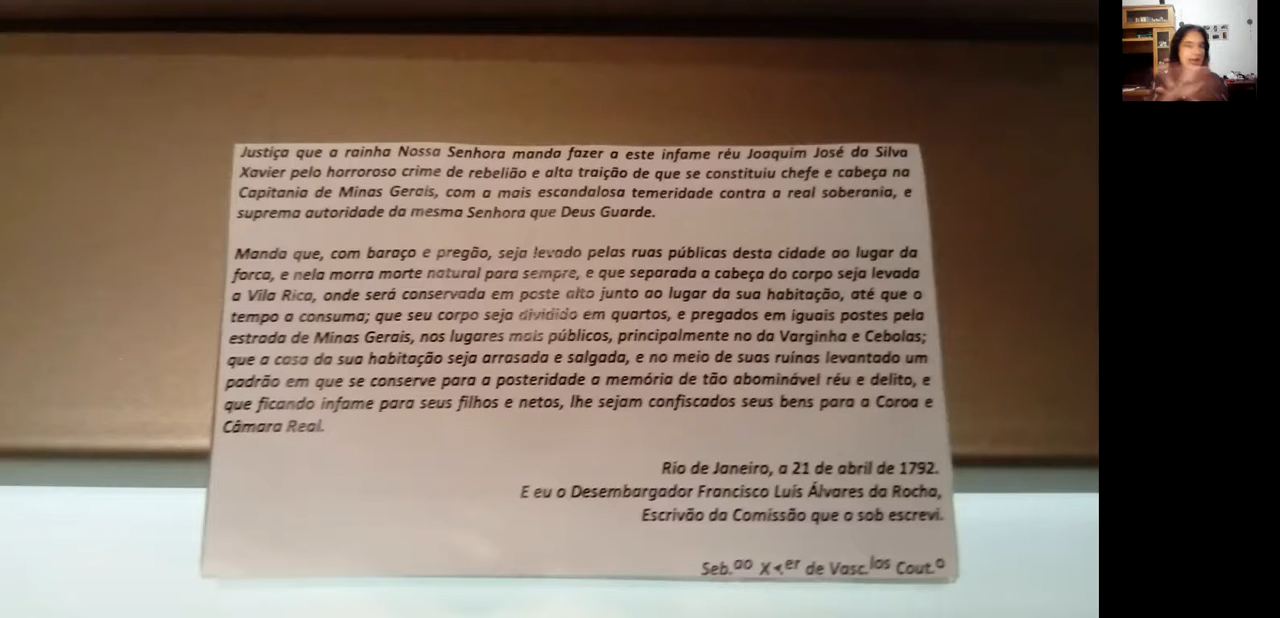 Justiça que a rainha Nossa Senhora manda fazer a este infame réu Joaquim José da Silva
Xavier pelo horroroso crime de rebelião e alta traição de que se constituiu chefe e cabeça na
Capitania de Minas Gerais, com a mais escandalosa temeridade contra a real soberania, e
suprema autoridade da mesma Senhora que Deus Guarde.
Manda que, com baraço e pregão, seja levado pelas ruas públicas desta cidade ao lugar da
forca, e nela morra morte natural para sempre, e que separada a cabeça do corpo seja levada
a Vila Rica, onde será conservada em poste alto junto ao lugar da sua habitação, até que o
tempo a consuma; que seu corpo seja dividido em quartos, e pregados em iguais postes pela
estrada de Minas Gerais, nos lugares mais públicos, principalmente no da Varginha e Cebolas;
que a casa da sua habitação seja arrasada e salgada, e no meio de suas ruínas levantado um
padrão em que se conserve para a posteridade a memória de tão abominável réu e delito, e
que ficando infame para seus filhos e netos, lhe sejam confiscados seus bens para a Coroa e
Câmara Real.
Rio de Janeiro, a 21 de abril de 1792.
E eu o Desembargador Francisco Luís Álvares da Rocha,
Escrivão da Comissão que o sob escrevi.
Seb.ao de Vasc.los Cout.o